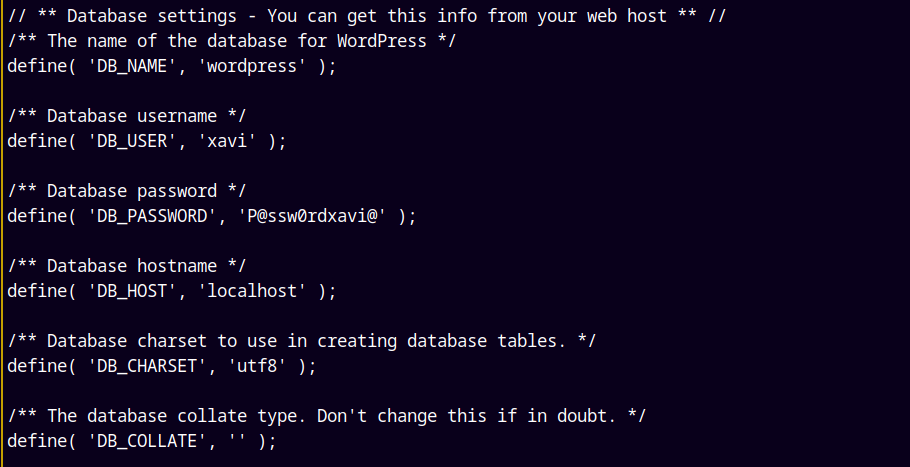 // ** Database settings - You can get this info from your web host ** //
/** The name of the database for WordPress */
define( 'DB_NAME', 'wordpress' );
/** Database username */
define( 'DB_USER', 'xavi' );
/** Database password */
define( 'DB_PASSWORD', 'P@ssw0rdxavi@' );
/** Database hostname */
define( 'DB_HOST', 'localhost' );
/** Database charset to use in creating database tables. */
define( 'DB_CHARSET', 'utf8' );
/** The database collate type. Don't change this if in doubt. */
define( 'DB_COLLATE', '' );